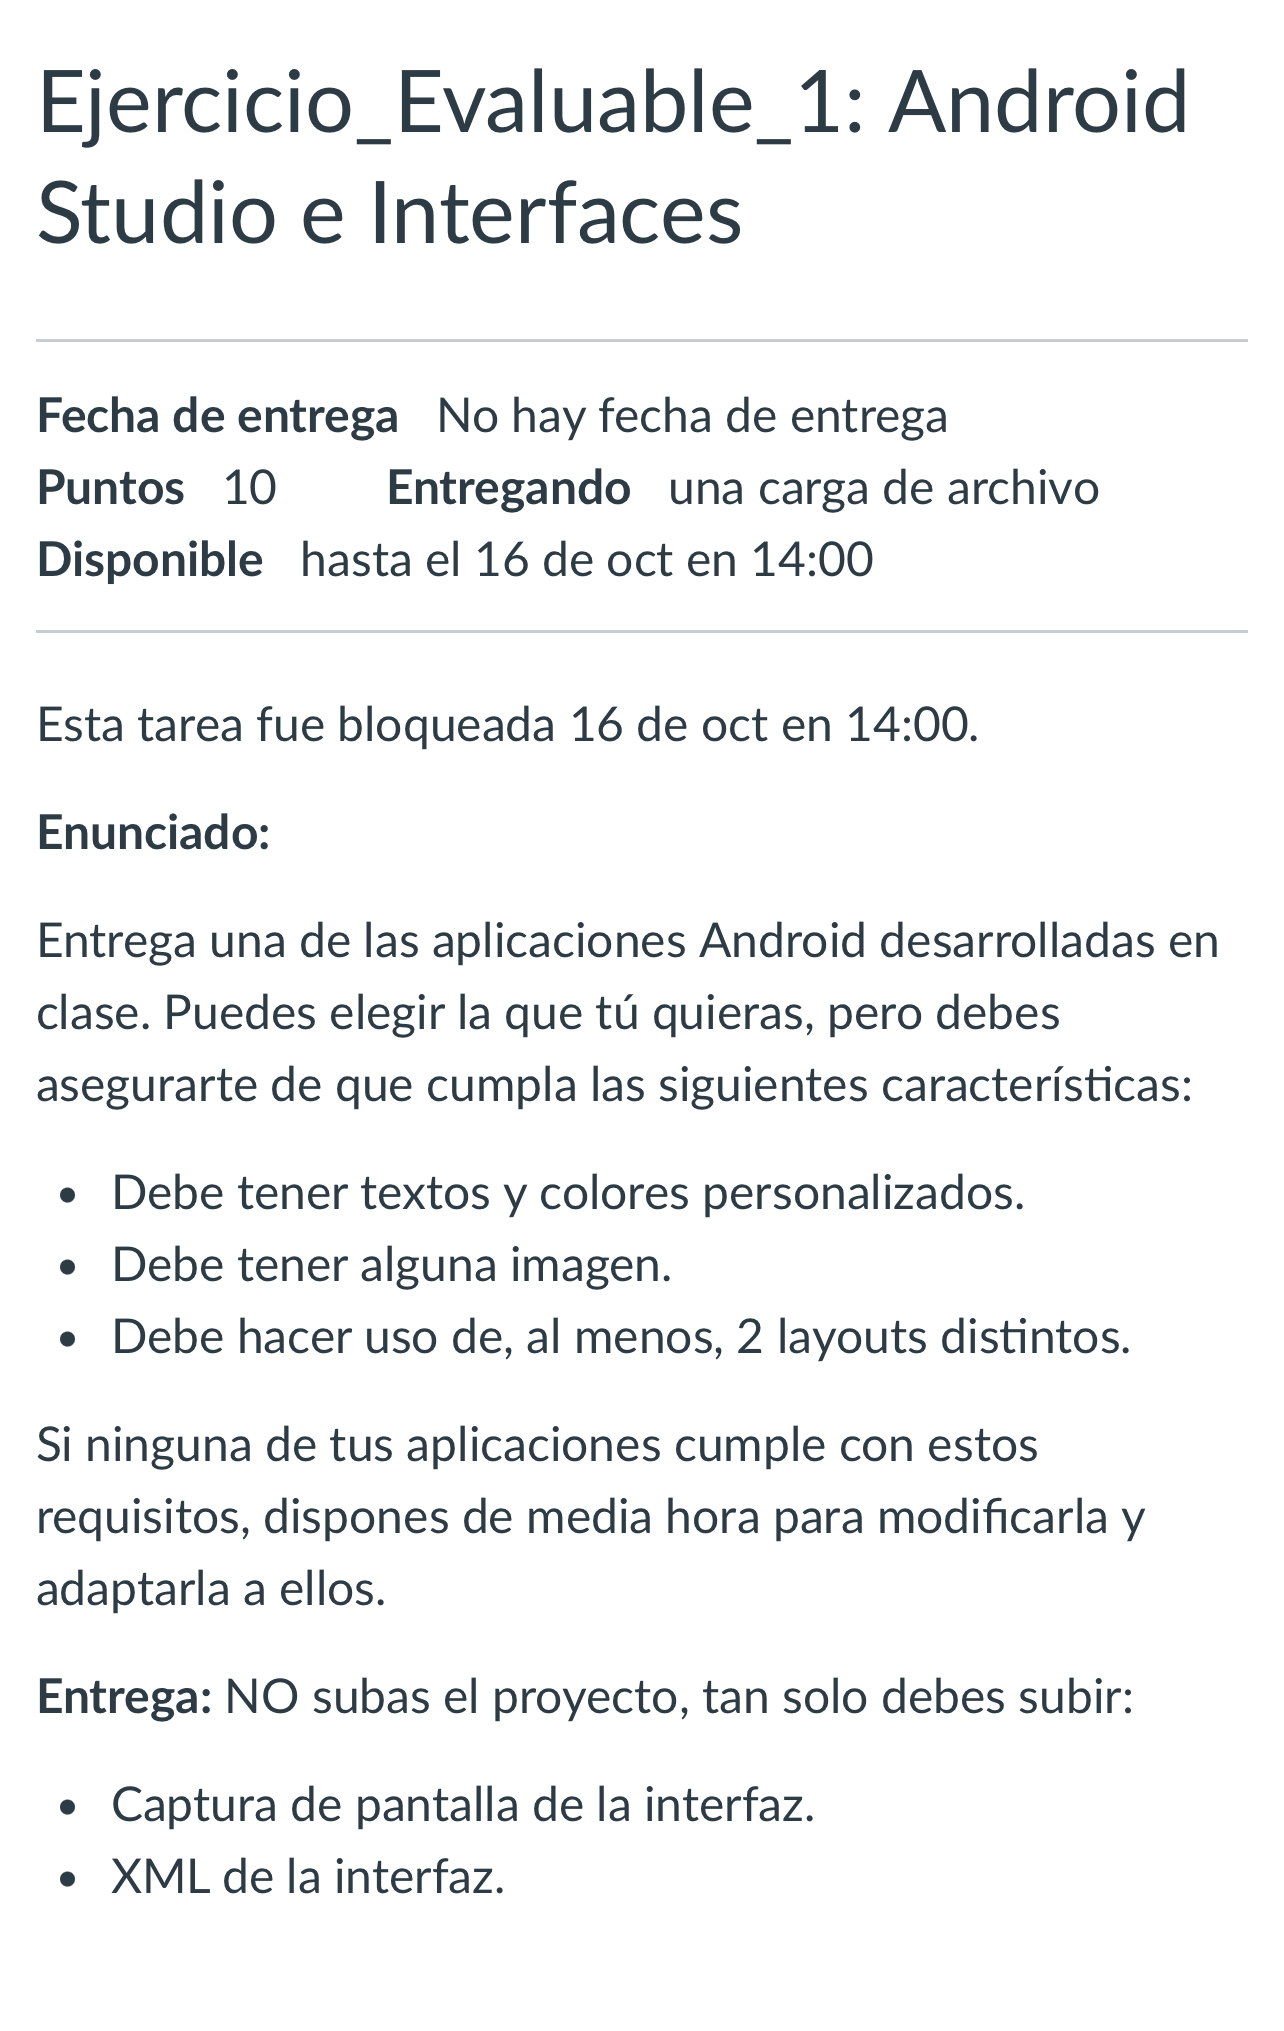 Ejercicio_Evaluable_1: Android
Studio e Interfaces
Fecha de entrega No hay fecha de entrega
Puntos 10 Entregando una carga de archivo
Disponible hasta el 16 de oct en 14:00
Esta tarea fue bloqueada 16 de oct en 14:00.
Enunciado:
Entrega una de las aplicaciones Android desarrolladas en
clase. Puedes elegir la que tú quieras, pero debes
asegurarte de que cumpla las siguientes características:
• Debe tener textos y colores personalizados.
• Debe tener alguna imagen.
• Debe hacer uso de, al menos, 2 layouts distintos.
Si ninguna de tus aplicaciones cumple con estos
requisitos, dispones de media hora para modificarla y
adaptarla a ellos.
Entrega: NO subas el proyecto, tan solo debes subir:
• Captura de pantalla de la interfaz.
• XML de la interfaz.